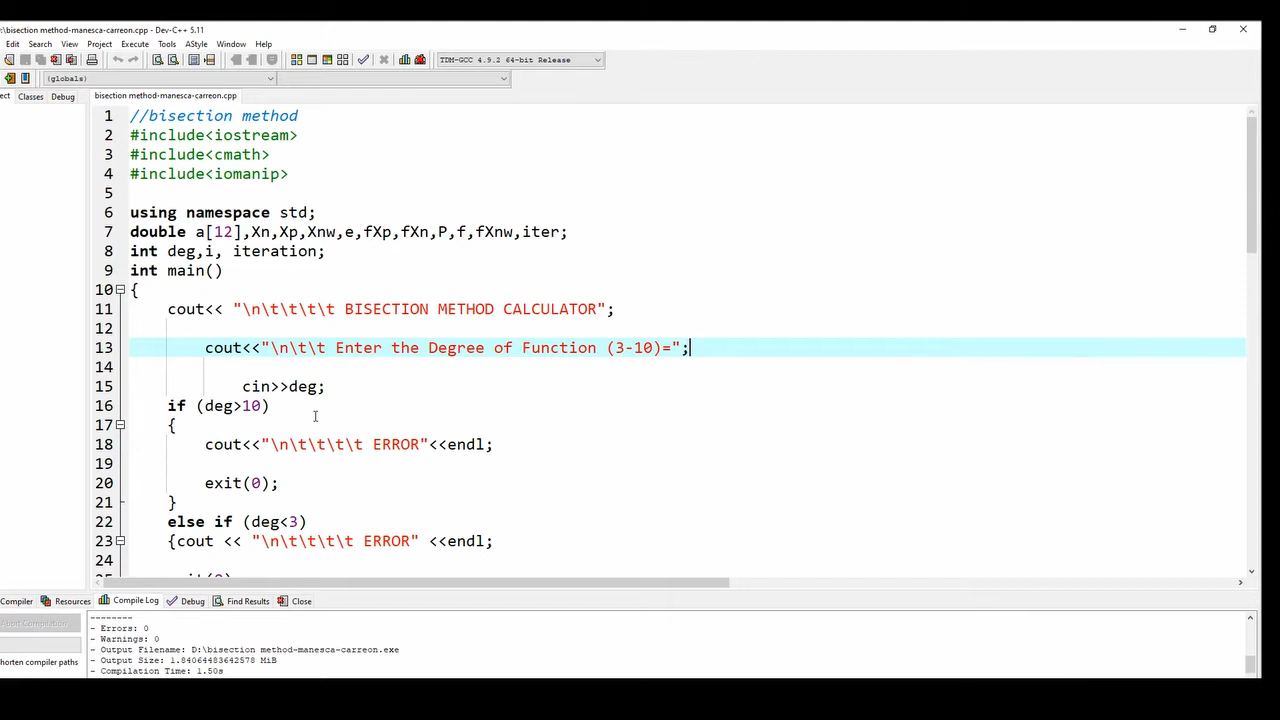 :\bisection method-manesca-carreon.cpp - Dev-C++ 5.11
Edit Search View Project Execute Tools AStyle Window Help
TDM-GCC 4.9.2 64-bit Release
(globals)
ect Classes Debug bisection method-manesca-carreon.cpp
1 //bisection method
2 #include<iostream>
3 #include<cmath>
4 #include<iomanip>
5
6 using namespace std;
7 double a[12],Xn,Xp,Xnw,e,fXp,fXn,P,f,fXnw,iter;
8 int deg,i, iteration;
9 int main()
10 {
11 cout<< "\n\t\t\t\t BISECTION METHOD CALCULATOR";
12
13 cout<<"\n\t\t Enter the Degree of Function (3-10)=";
14
15 cin>>deg;
16 if (deg>10)
17 {
18 cout<<"\n\t\t\t\t ERROR"<<endl;
19
20 exit(0);
21 }
22 else if (deg<3)
23 {cout << "\n\t\t\t\t ERROR" <<endl;
24
25 exit(0)
Compiler Resources Compile Log Debug Find Results Close
Abort Compilation
horten compiler paths
--------
- Errors: 0
- Warnings: 0
- Output Filename: D:\bisection method-manesca-carreon.exe
- Output Size: 1.84064483642578 MiB
- Compilation Time: 1.50s